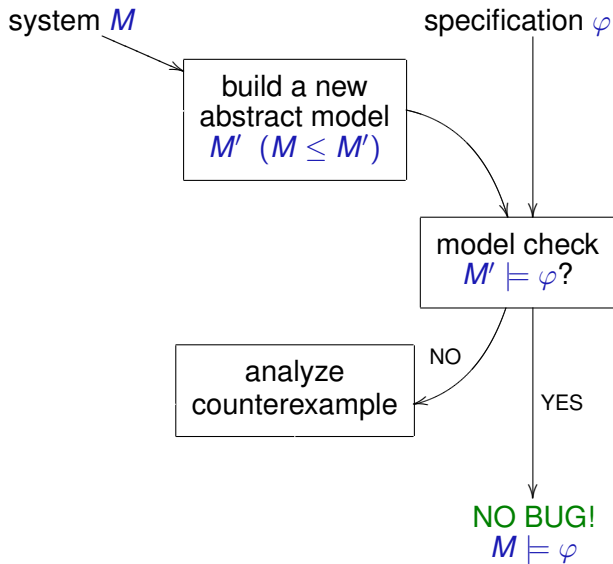 system M
specification φ
build a new
abstract model
M′ (M ≤ M′)
model check
M′ ⊨ φ?
NO
analyze
counterexample
YES
NO BUG!
M ⊨ φ